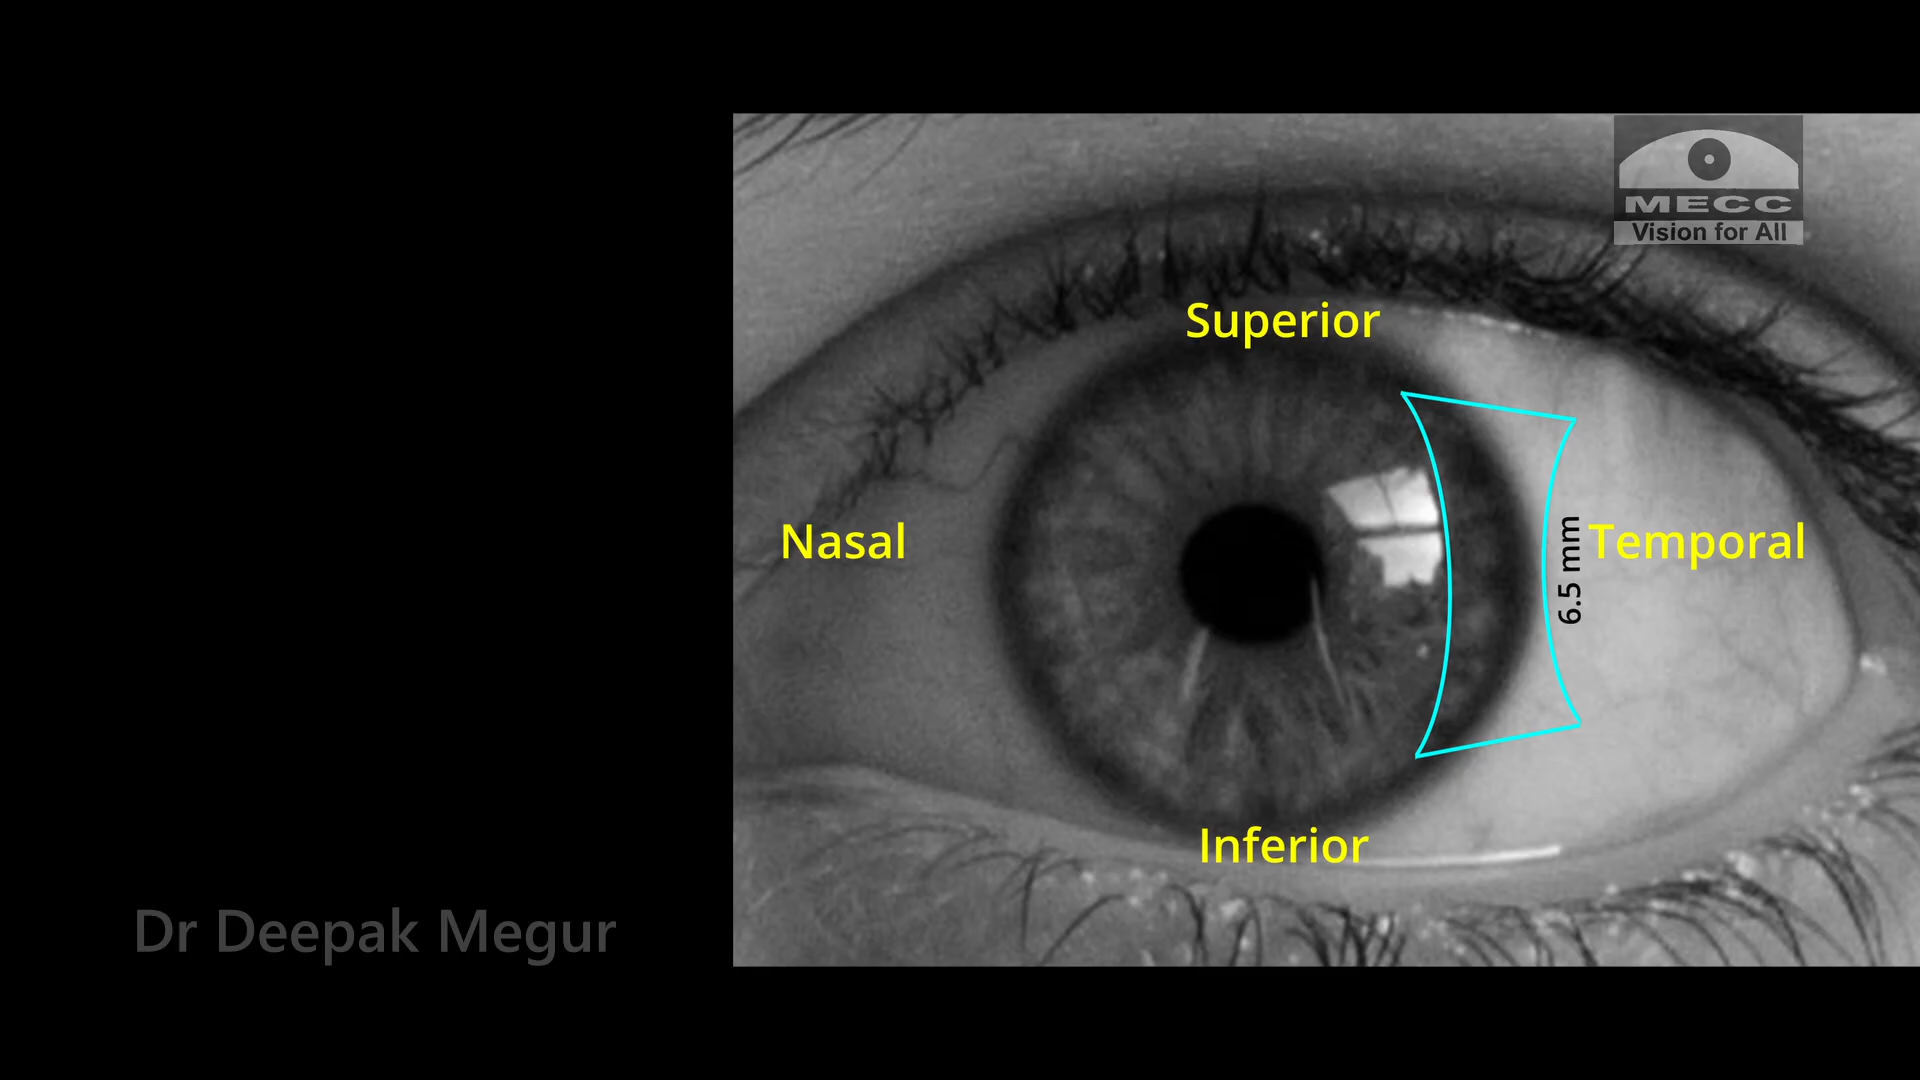 MECC
Vision for All
Superior
Nasal
Temporal
6.5 mm
Inferior
Dr Deepak Megur